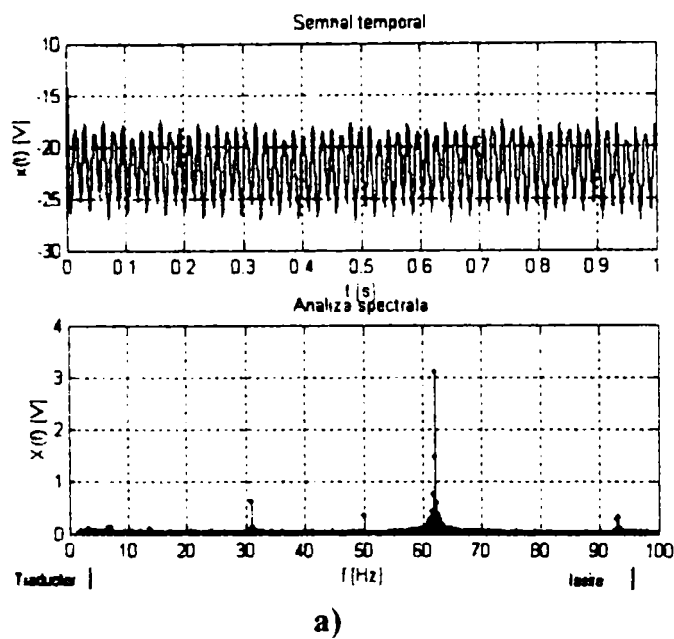 Semnal temporal
10
-15
-20
-25
-30
x(t) [V]
0 0.1 0.2 0.3 0.4 0.5 0.6 0.7 0.8 0.9 1
t [s]
Analiza spectrala
4
3
2
1
0
X(f) [V]
0 10 20 30 40 50 60 70 80 90 100
f [Hz]
Traductor
Iesire
a)